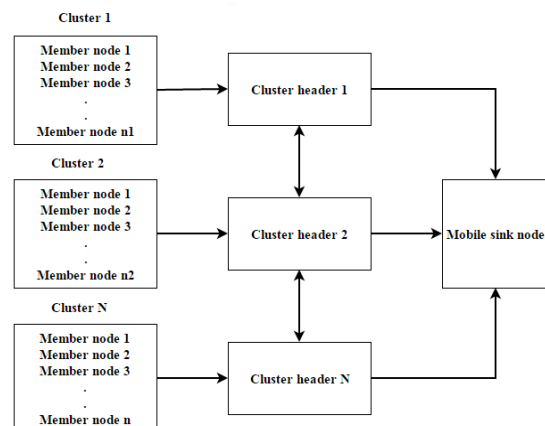 Cluster 1
Member node 1
Member node 2
Member node 3
.
.
Member node n1
Cluster header 1
Cluster 2
Member node 1
Member node 2
Member node 3
.
.
Member node n2
Cluster header 2
Mobile sink node
Cluster N
Member node 1
Member node 2
Member node 3
.
.
Member node n
Cluster header N